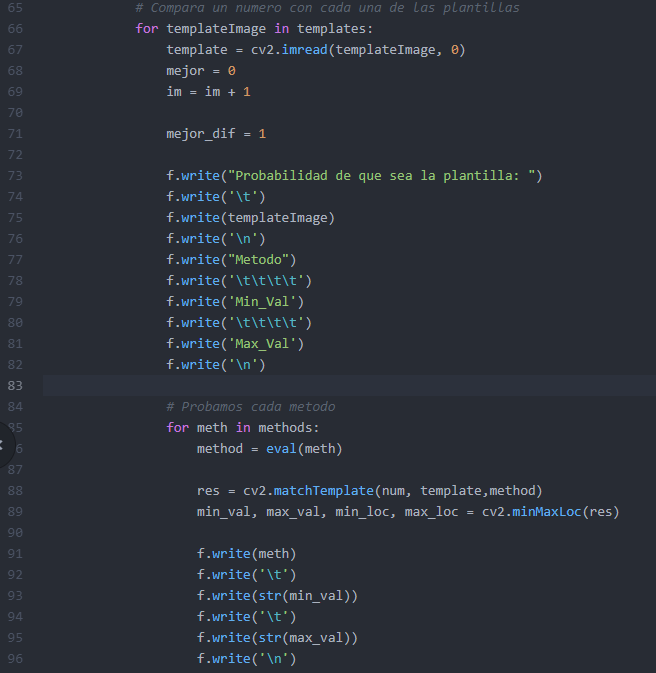 65 # Compara un numero con cada una de las plantillas
66 for templateImage in templates:
67 template = cv2.imread(templateImage, 0)
68 mejor = 0
69 im = im + 1
70
71 mejor_dif = 1
72
73 f.write("Probabilidad de que sea la plantilla: ")
74 f.write('\t')
75 f.write(templateImage)
76 f.write('\n')
77 f.write("Metodo")
78 f.write('\t\t\t\t')
79 f.write('Min_Val')
80 f.write('\t\t\t\t')
81 f.write('Max_Val')
82 f.write('\n')
83
84 # Probamos cada metodo
85 for meth in methods:
6 method = eval(meth)
87
88 res = cv2.matchTemplate(num, template,method)
89 min_val, max_val, min_loc, max_loc = cv2.minMaxLoc(res)
90
91 f.write(meth)
92 f.write('\t')
93 f.write(str(min_val))
94 f.write('\t')
95 f.write(str(max_val))
96 f.write('\n')